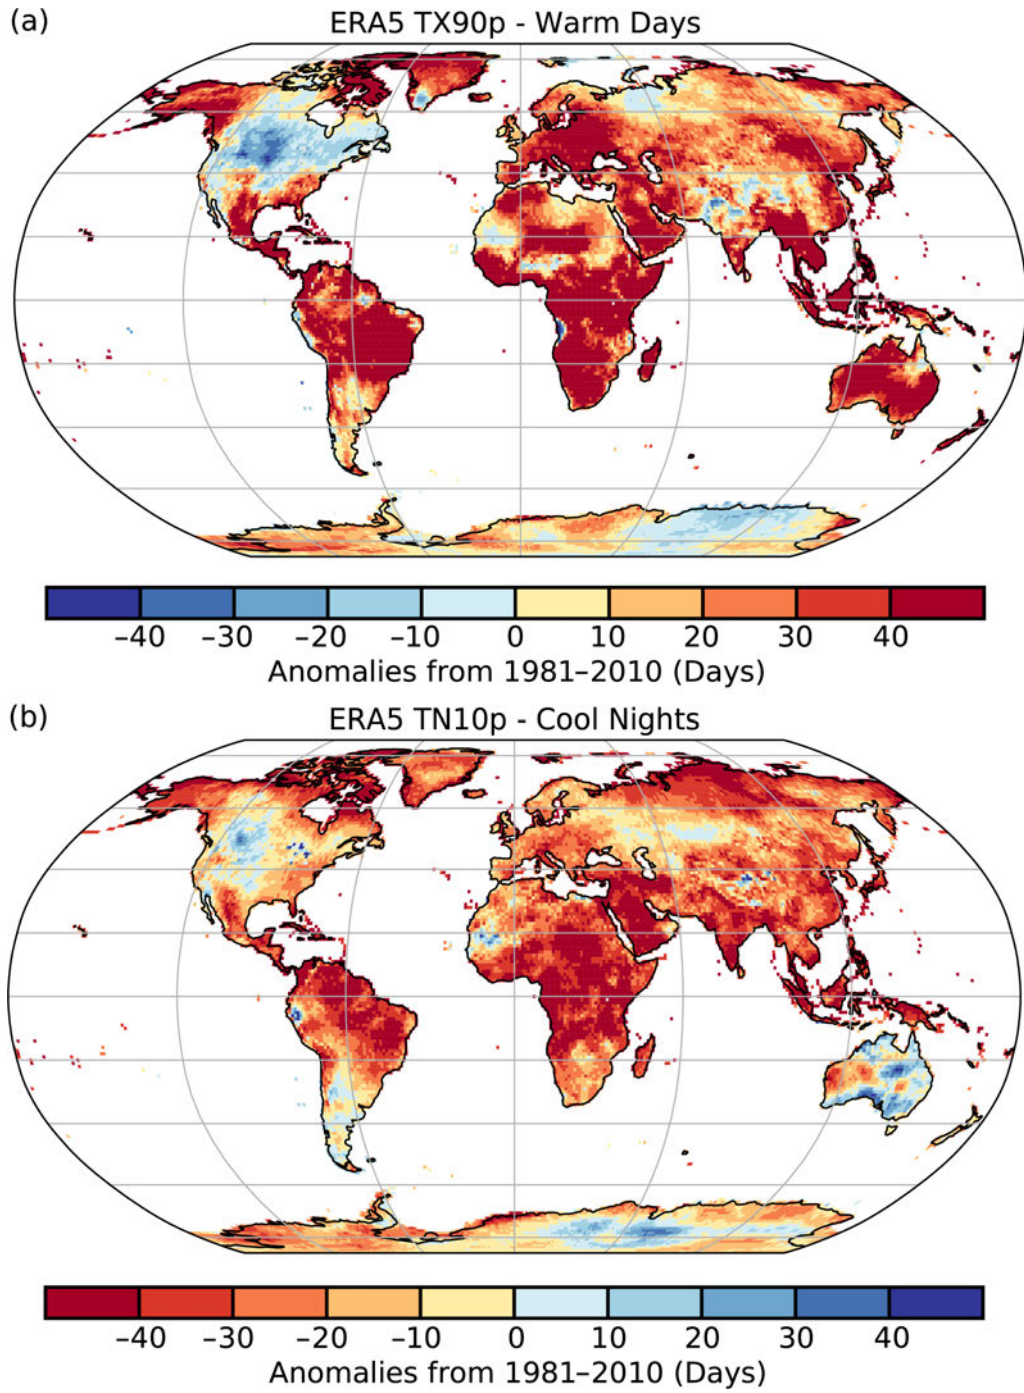 (a)
ERA5 TX90p - Warm Days
–40 –30 –20 –10 0 10 20 30 40
Anomalies from 1981–2010 (Days)
(b)
ERA5 TN10p - Cool Nights
–40 –30 –20 –10 0 10 20 30 40
Anomalies from 1981–2010 (Days)